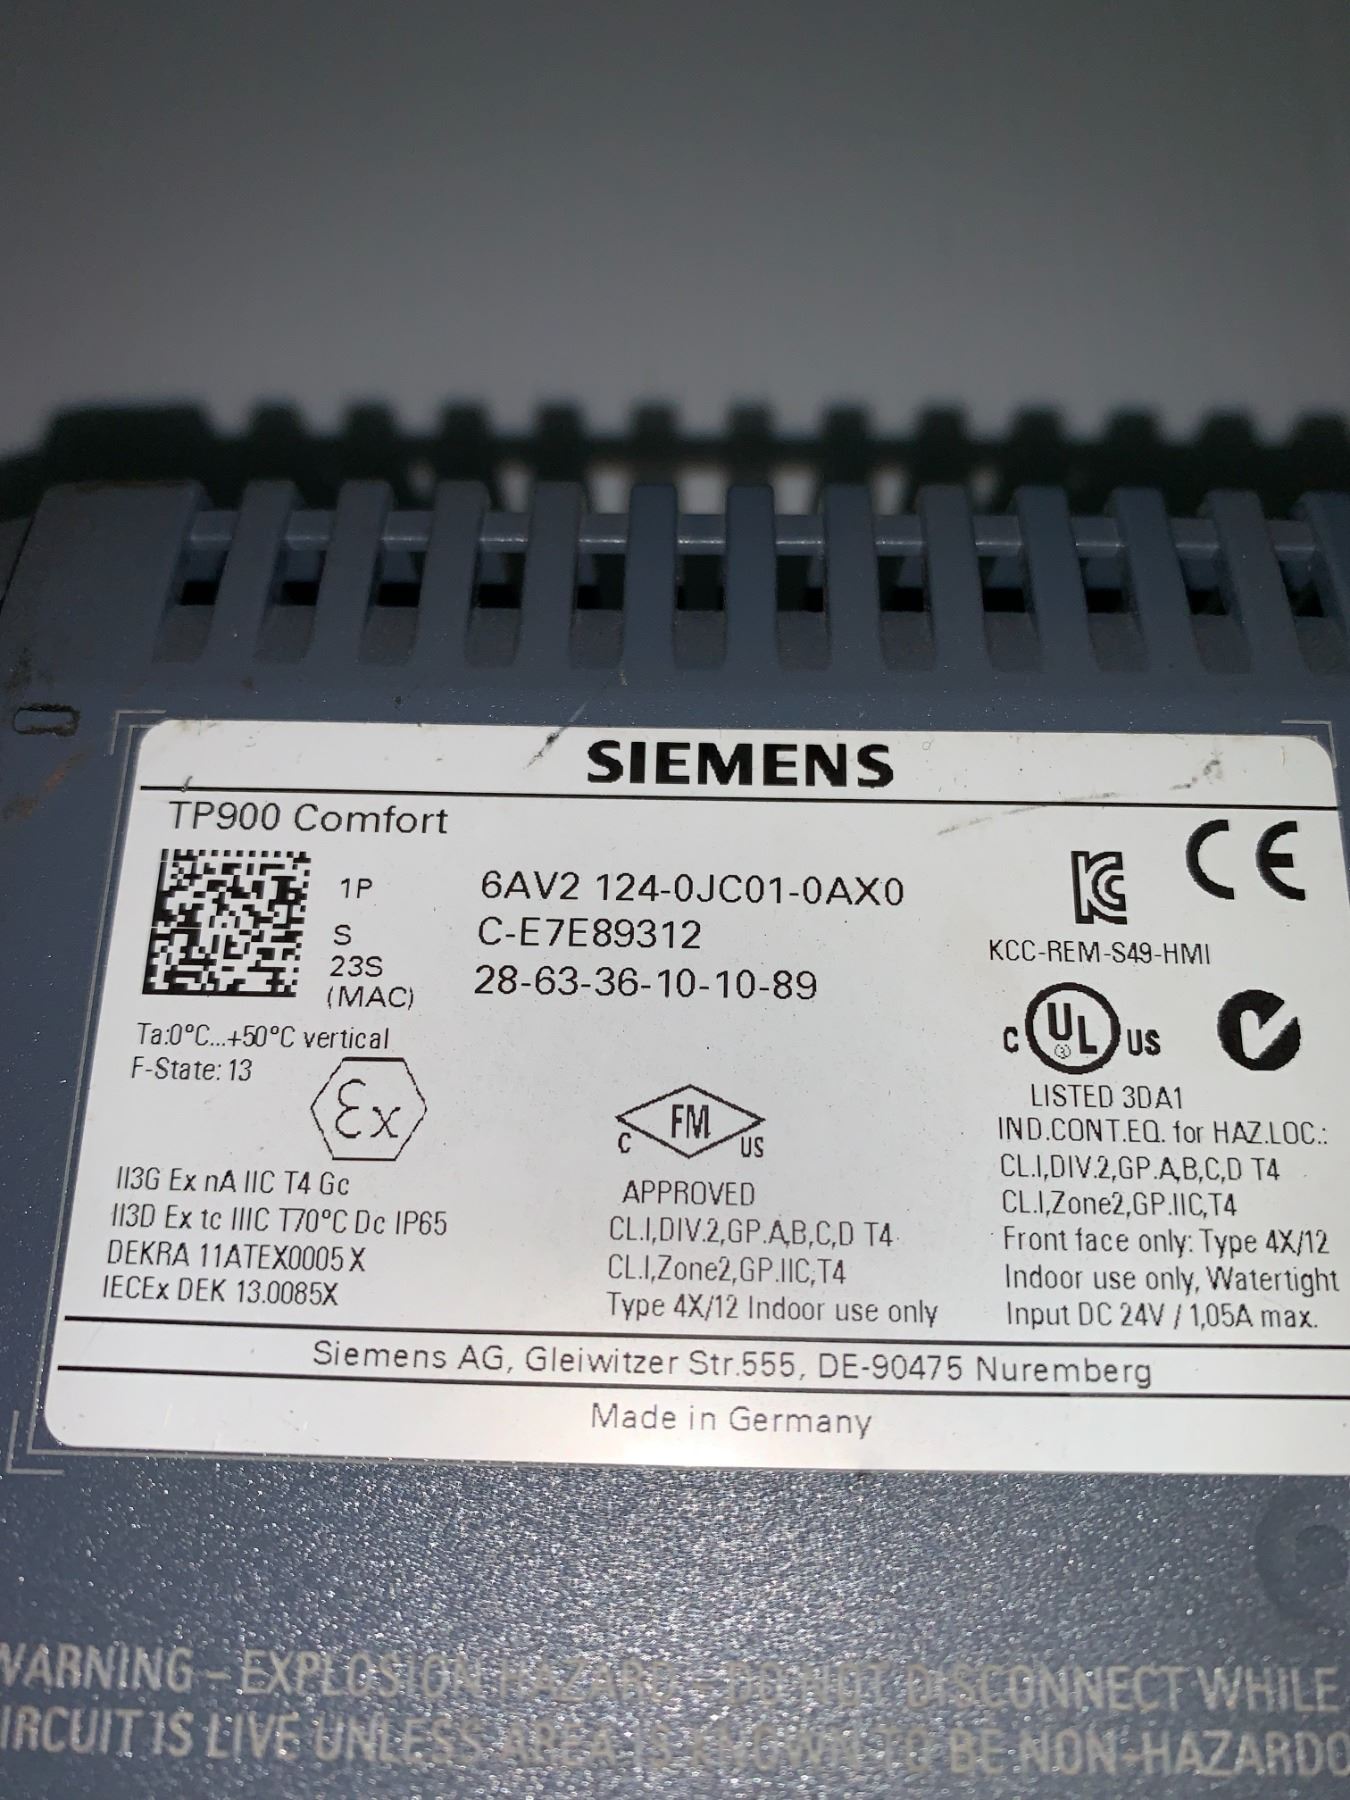 SIEMENS
TP900 Comfort
1P 6AV2 124-0JC01-0AX0
S C-E7E89312
23S 28-63-36-10-10-89
(MAC)
CE
KCC-REM-S49-HMI
Ta:0°C...+50°C vertical
F-State: 13
Ex
II3G Ex nA IIC T4 Gc
II3D Ex tc IIIC T70°C Dc IP65
DEKRA 11ATEX0005 X
IECEx DEK 13.0085X
C FM US
APPROVED
CL.I,DIV.2,GP.A,B,C,D T4
CL.I,Zone2,GP.IIC,T4
Type 4X/12 Indoor use only
C UL US
LISTED 3DA1
IND.CONT.EQ. for HAZ.LOC.:
CL.I,DIV.2,GP.A,B,C,D T4
CL.I,Zone2,GP.IIC,T4
Front face only: Type 4X/12
Indoor use only, Watertight
Input DC 24V / 1,05A max.
Siemens AG, Gleiwitzer Str.555, DE-90475 Nuremberg
Made in Germany
WARNING – EXPLOSION HAZARD – DO NOT DISCONNECT WHILE
IRCUIT IS LIVE UNLESS AREA IS KNOWN TO BE NON-HAZARDO